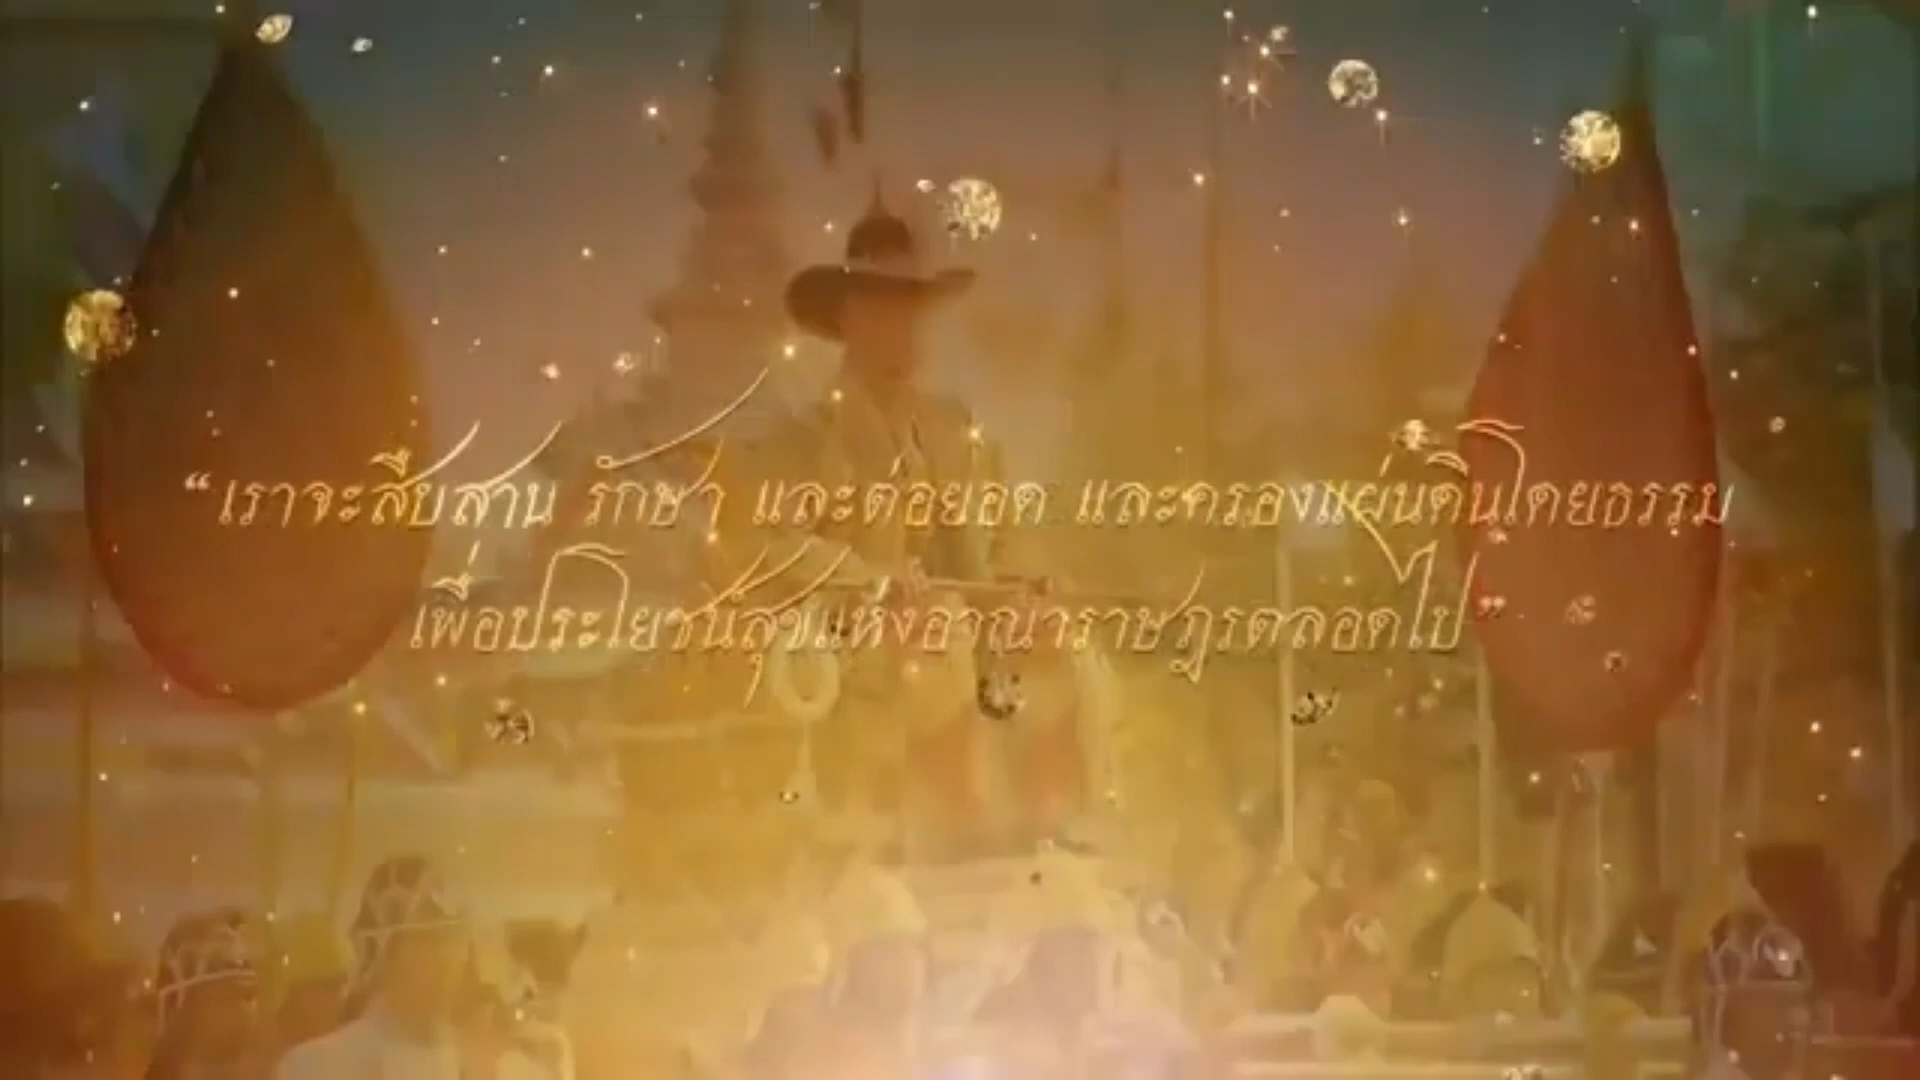 “เราจะสืบสาน รักษา และต่อยอด และครองแผ่นดินโดยธรรม
เพื่อประโยชน์สุขแห่งอาณาราษฎรตลอดไป”